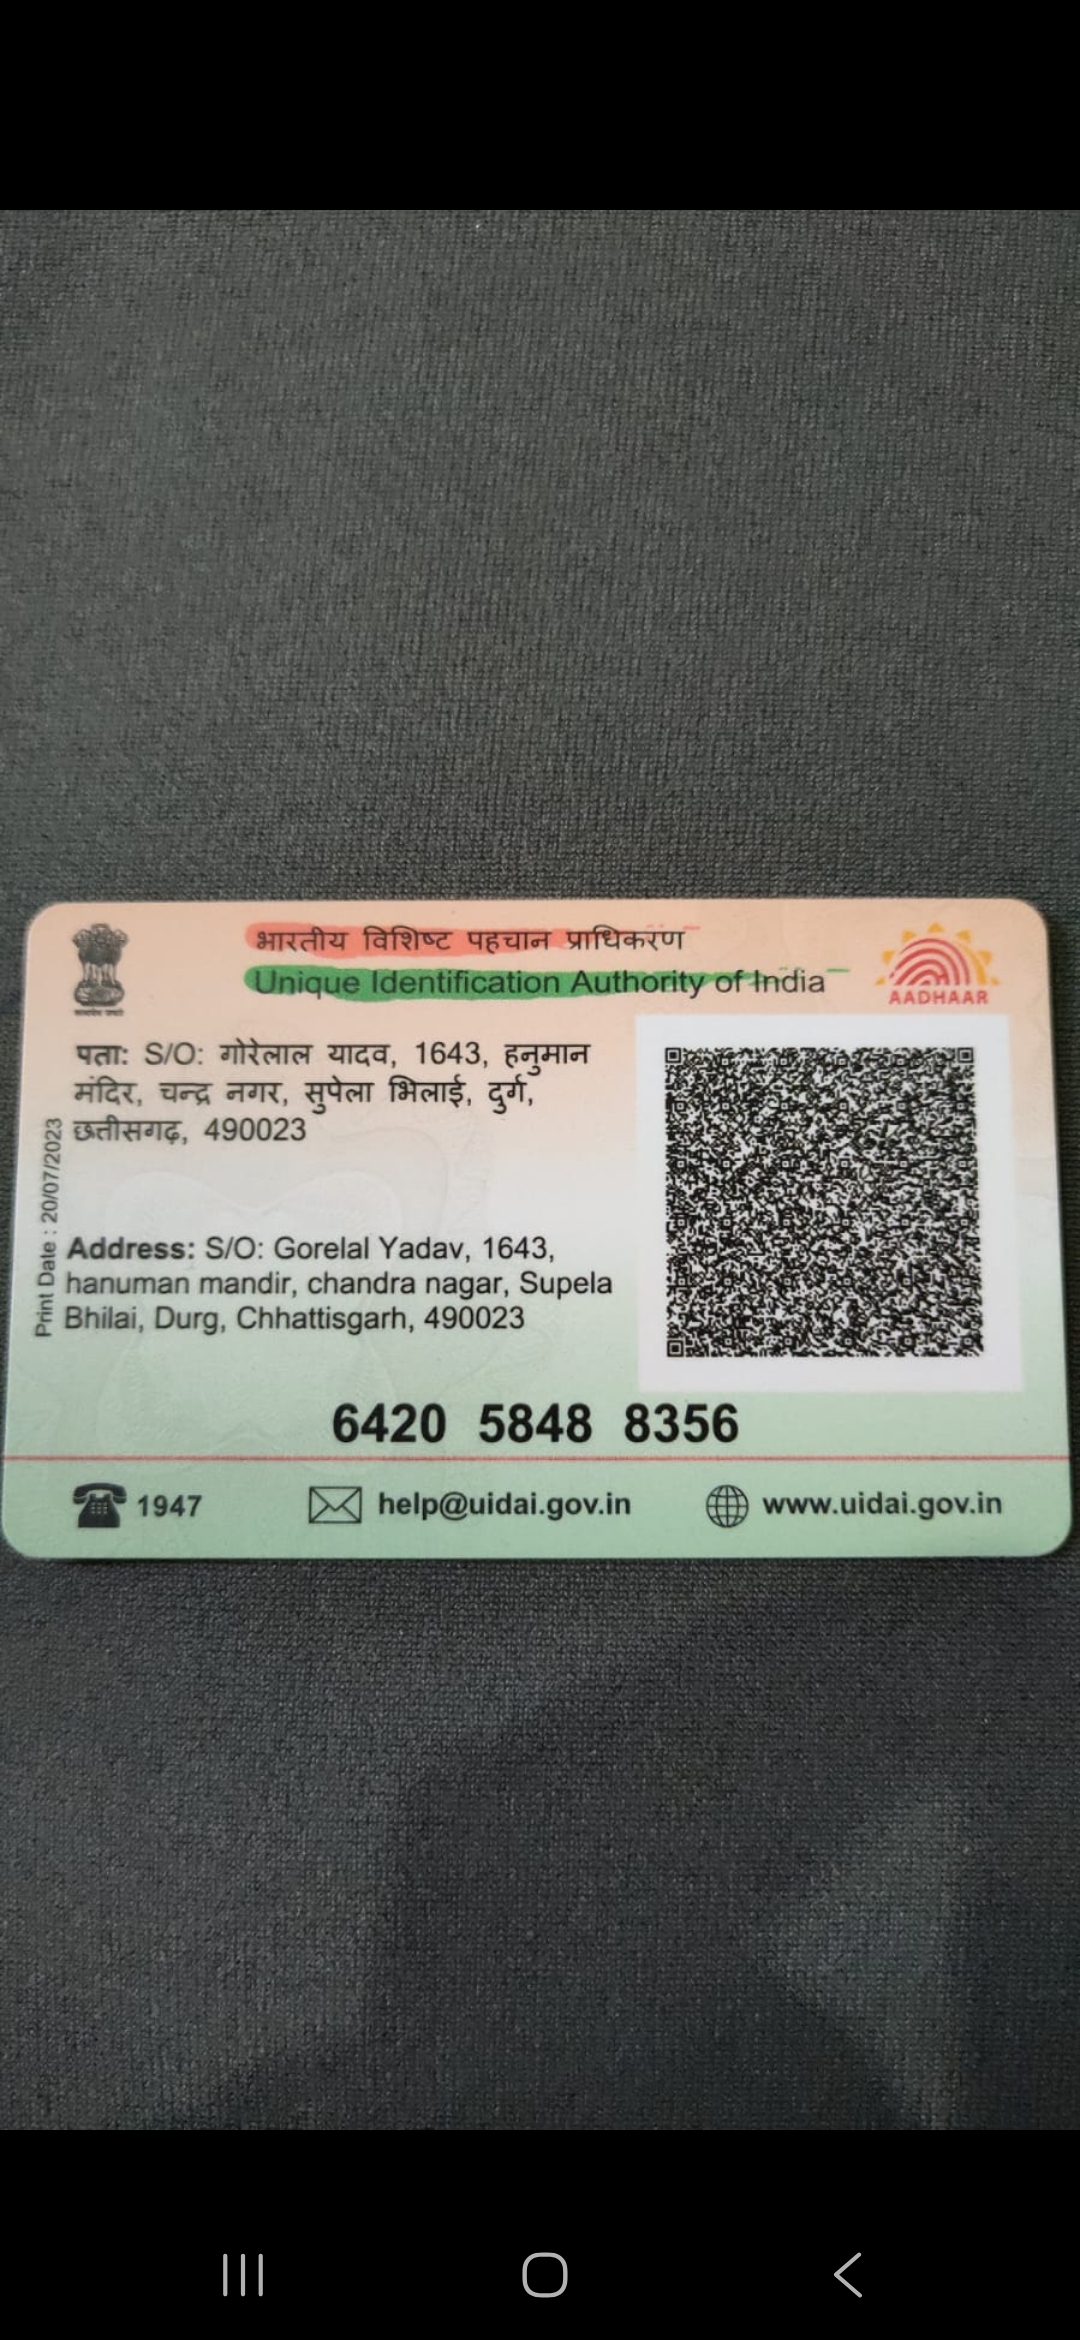 भारतीय विशिष्ट पहचान प्राधिकरण
Unique Identification Authority of India
AADHAAR
पता: S/O: गोरेलाल यादव, 1643, हनुमान
मंदिर, चन्द्र नगर, सुपेला भिलाई, दुर्ग,
छत्तीसगढ़, 490023
Print Date : 20/07/2023
Address: S/O: Gorelal Yadav, 1643,
hanuman mandir, chandra nagar, Supela
Bhilai, Durg, Chhattisgarh, 490023
6420 5848 8356
1947
help@uidai.gov.in
www.uidai.gov.in